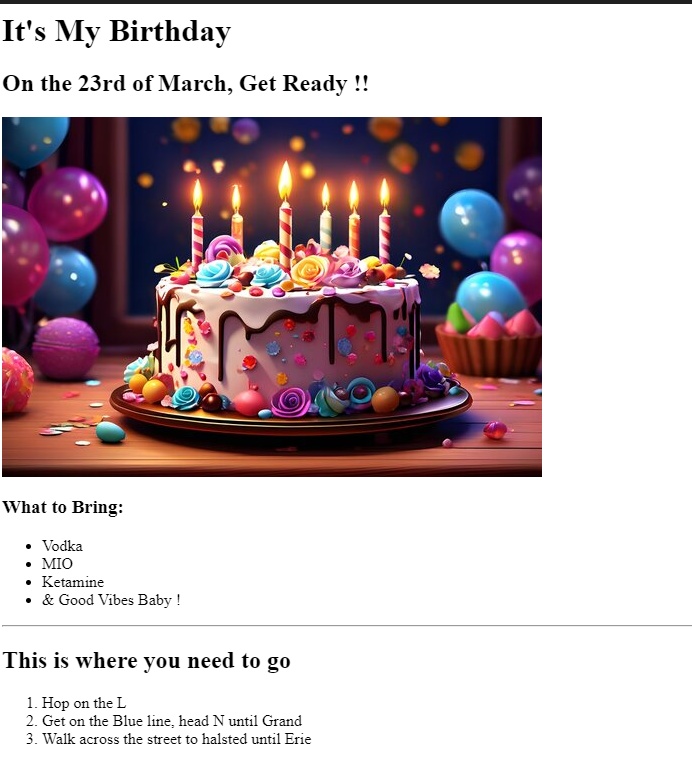 It's My Birthday
On the 23rd of March, Get Ready !!
What to Bring:
Vodka
MIO
Ketamine
& Good Vibes Baby !
This is where you need to go
1. Hop on the L
2. Get on the Blue line, head N until Grand
3. Walk across the street to halsted until Erie